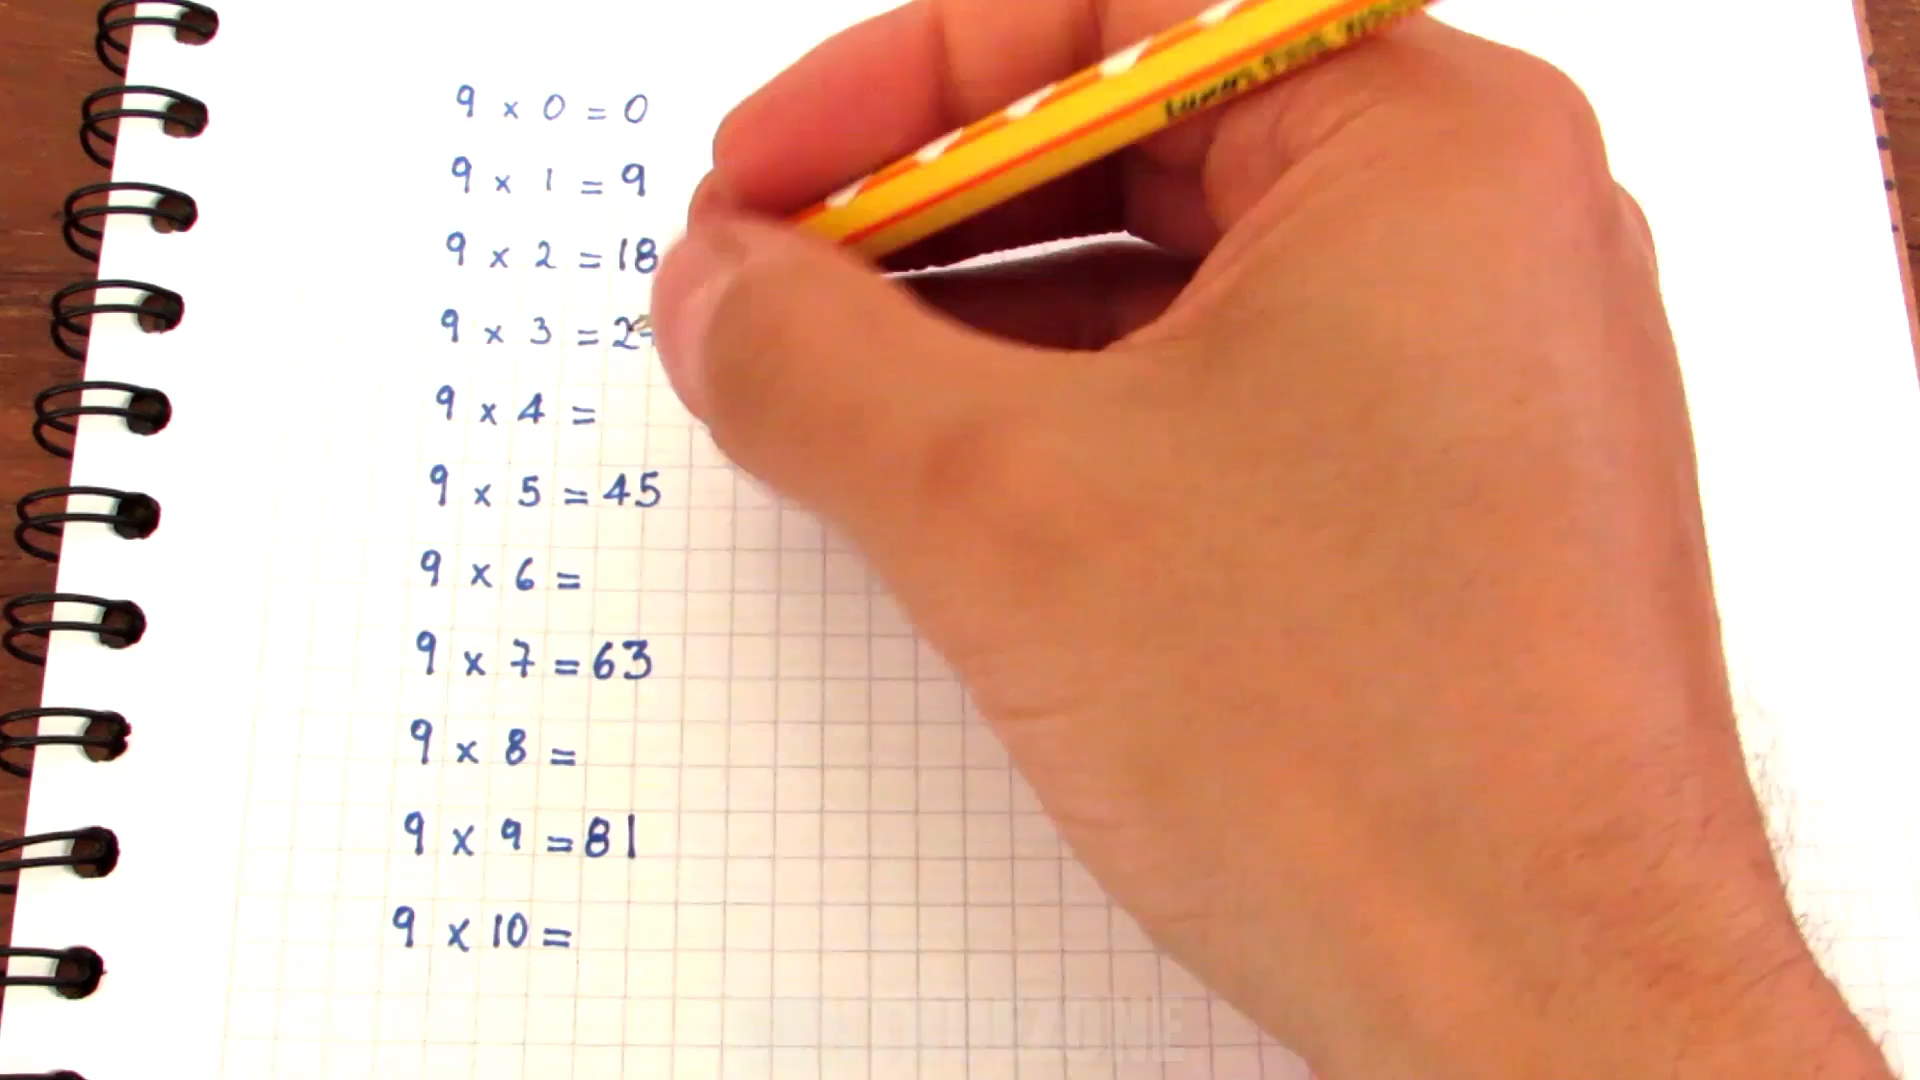 9 x 0 = 0
9 x 1 = 9
9 x 2 = 18
9 x 3 = 27
9 x 4 =
9 x 5 = 45
9 x 6 =
9 x 7 = 63
9 x 8 =
9 x 9 = 81
9 x 10 =